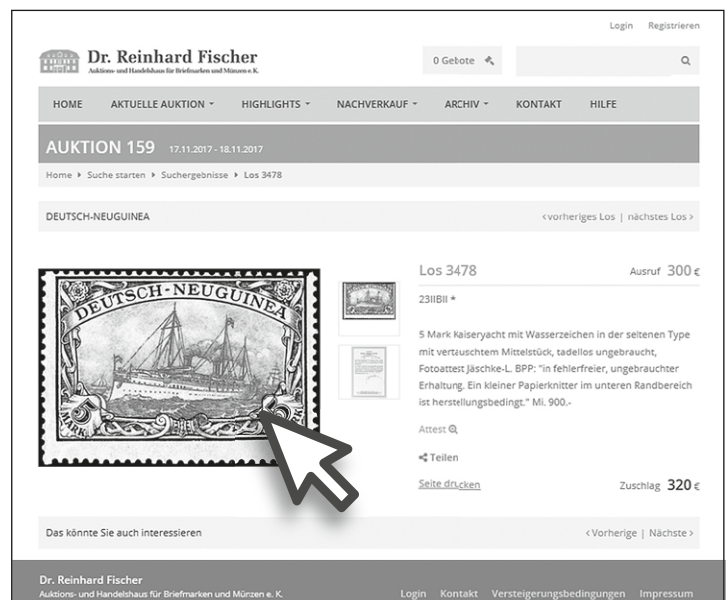 Login Registrieren
Dr. Reinhard Fischer
Auktions- und Handelshaus für Briefmarken und Münzen e.K.
0 Gebote
HOME AKTUELLE AUKTION HIGHLIGHTS NACHVERKAUF ARCHIV KONTAKT HILFE
AUKTION 159 17.11.2017 - 18.11.2017
Home Suche starten Suchergebnisse Los 3478
DEUTSCH-NEUGUINEA
<vorheriges Los | nächstes Los>
DEUTSCH-NEUGUINEA
5 MARK 5
Los 3478
Ausruf 300 €
23IIBII *
5 Mark Kaiseryacht mit Wasserzeichen in der seltenen Type
mit vertauschtem Mittelstück, tadellos ungebraucht,
Fotoattest Jäschke-L. BPP: "in fehlerfreier, ungebrauchter
Erhaltung. Ein kleiner Papierknitter im unteren Randbereich
ist herstellungsbedingt." Mi. 900.-
Attest
Teilen
Seite drucken
Zuschlag 320 €
Das könnte Sie auch interessieren
<Vorherige | Nächste>
Dr. Reinhard Fischer
Auktions- und Handelshaus für Briefmarken und Münzen e. K.
Login Kontakt Versteigerungsbedingungen Impressum